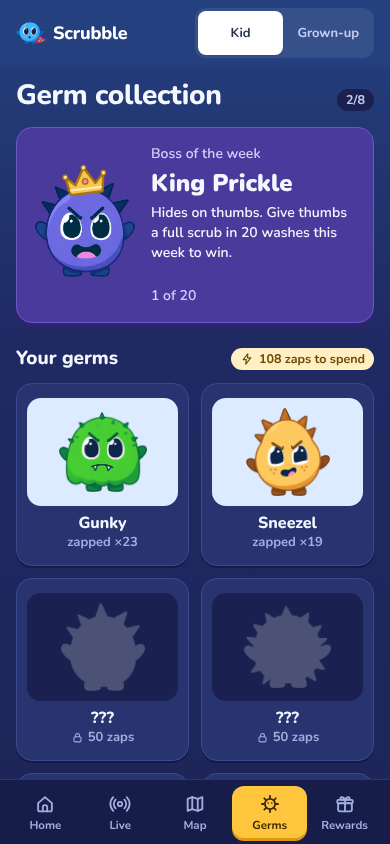 Scrubble
Kid
Grown-up
Germ collection
2/8
Boss of the week
King Prickle
Hides on thumbs. Give thumbs
a full scrub in 20 washes this
week to win.
1 of 20
Your germs
108 zaps to spend
Gunky
zapped ×23
Sneezel
zapped ×19
???
50 zaps
???
50 zaps
Home
Live
Map
Germs
Rewards